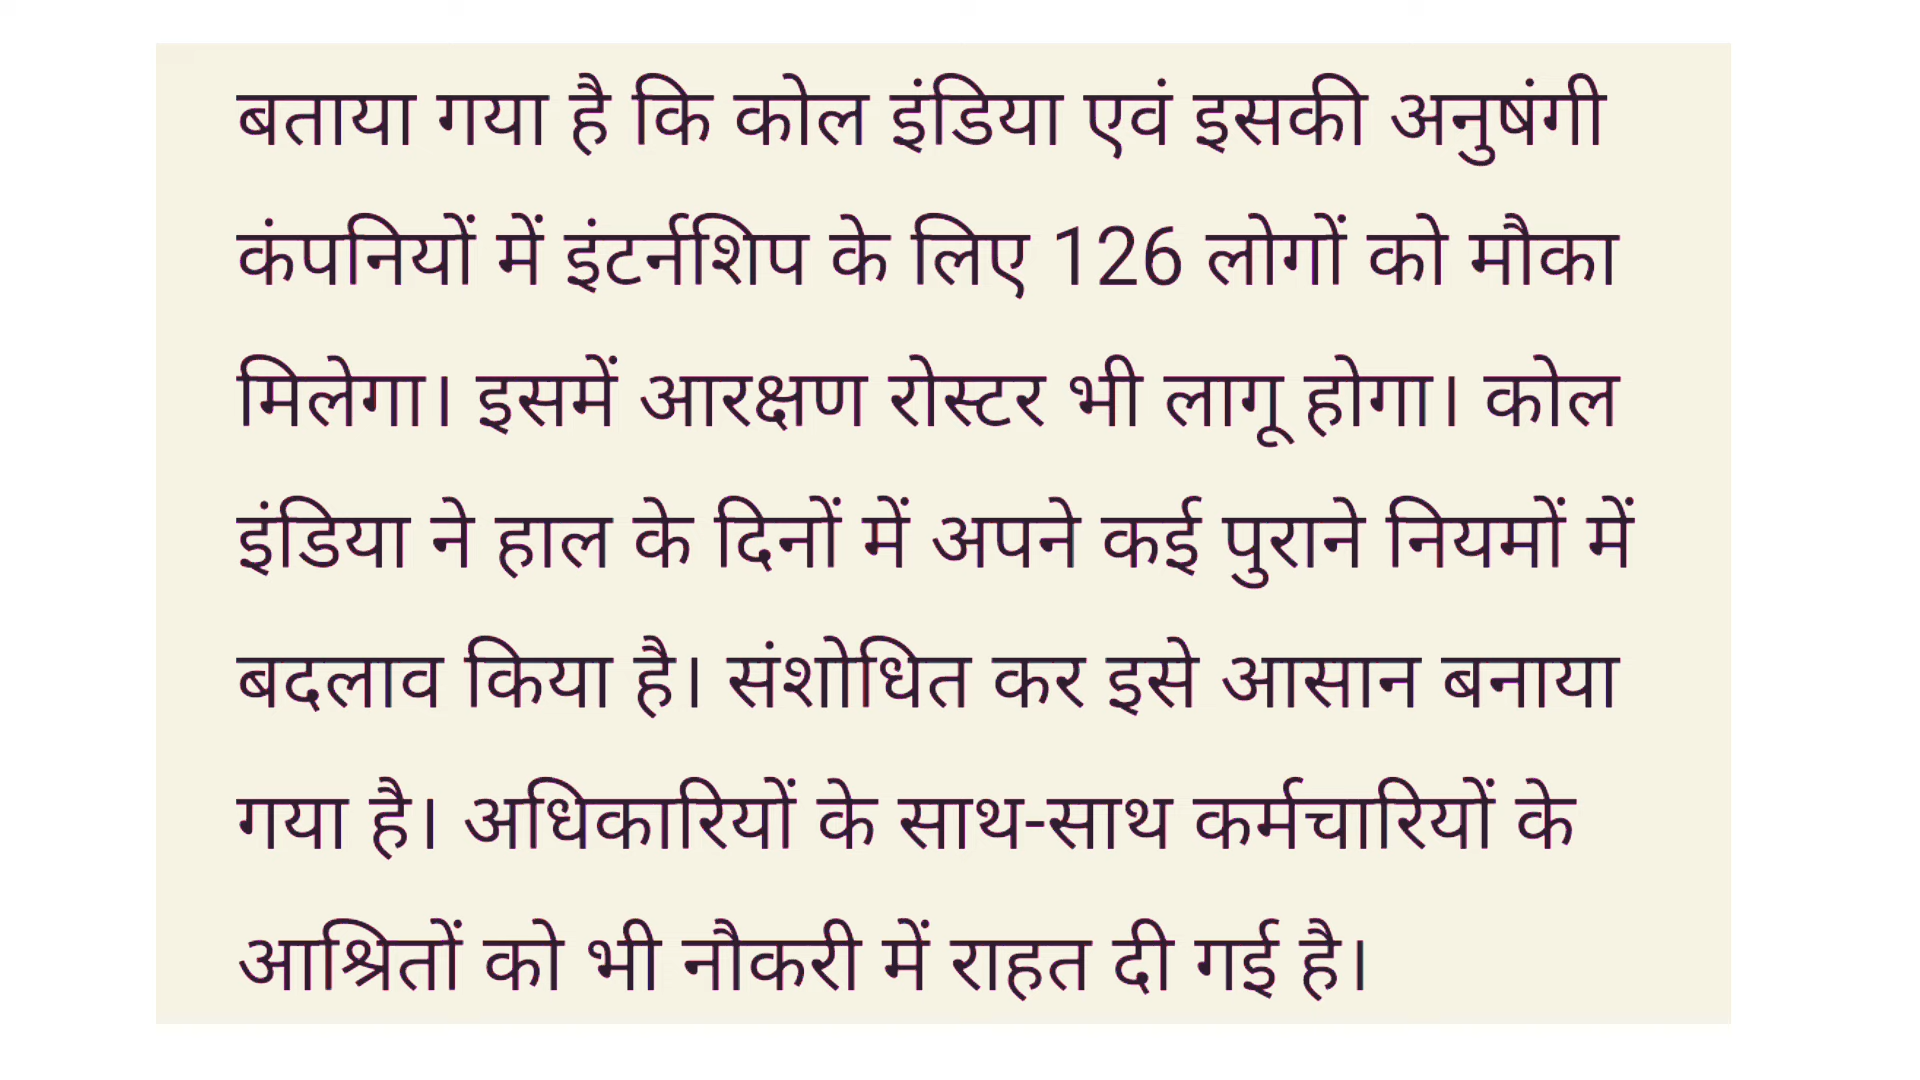 बताया गया है कि कोल इंडिया एवं इसकी अनुषंगी
कंपनियों में इंटर्नशिप के लिए 126 लोगों को मौका
मिलेगा। इसमें आरक्षण रोस्टर भी लागू होगा। कोल
इंडिया ने हाल के दिनों में अपने कई पुराने नियमों में
बदलाव किया है। संशोधित कर इसे आसान बनाया
गया है। अधिकारियों के साथ-साथ कर्मचारियों के
आश्रितों को भी नौकरी में राहत दी गई है।